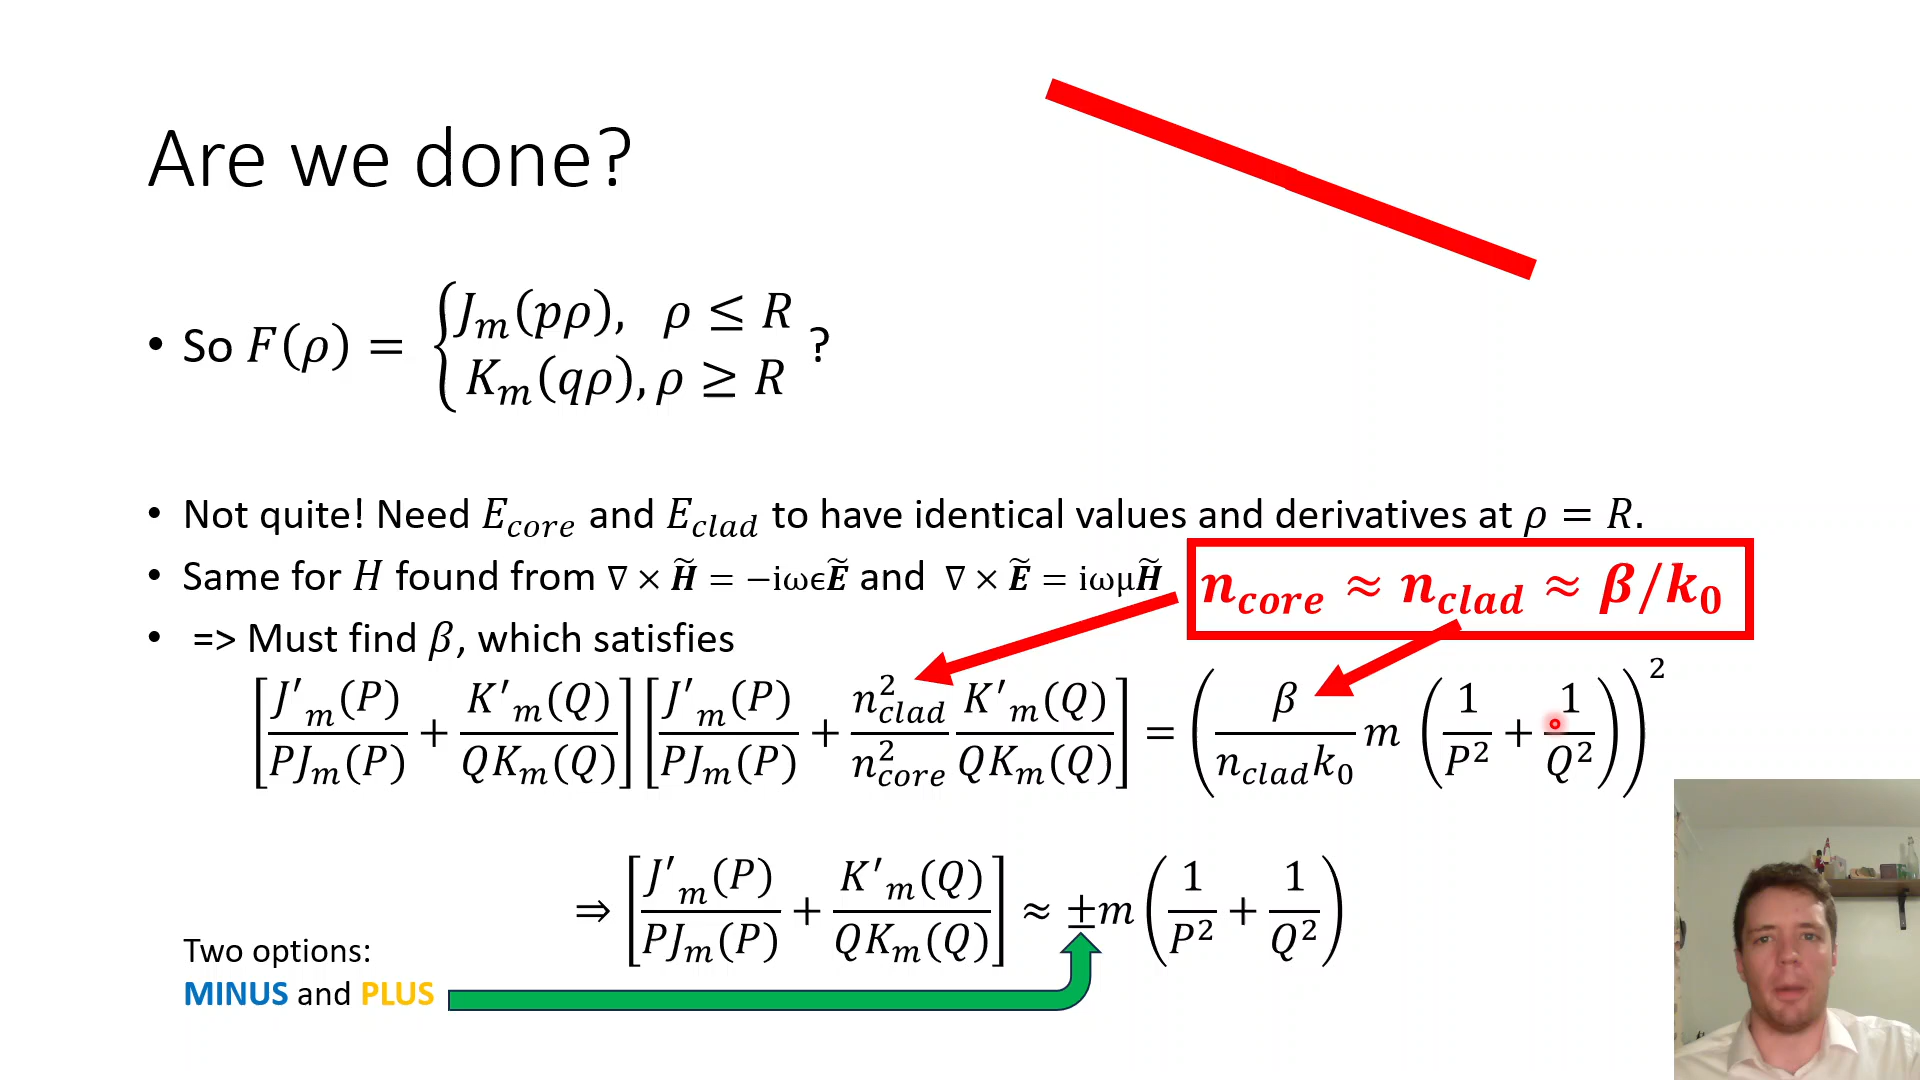 Are we done?
• So F(ρ) = { J_m(pρ), ρ ≤ R
K_m(qρ), ρ ≥ R ?
• Not quite! Need E_core and E_clad to have identical values and derivatives at ρ = R.
• Same for H found from ∇ × H̃ = −iωϵẼ and ∇ × Ẽ = iωμH̃
n_core ≈ n_clad ≈ β/k_0
• => Must find β, which satisfies
[J′_m(P)/PJ_m(P) + K′_m(Q)/QK_m(Q)] [J′_m(P)/PJ_m(P) + n²_clad/n²_core K′_m(Q)/QK_m(Q)] = (β/n_clad k_0 m (1/P² + 1/Q²))²
⇒ [J′_m(P)/PJ_m(P) + K′_m(Q)/QK_m(Q)] ≈ ±m (1/P² + 1/Q²)
Two options:
MINUS and PLUS